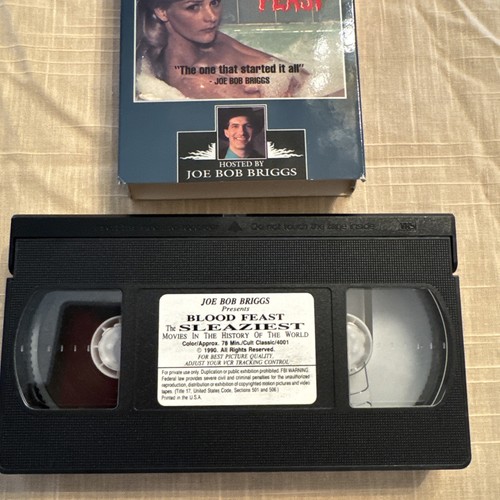 FEAST
"The one that started it all"
- JOE BOB BRIGGS
HOSTED BY
JOE BOB BRIGGS
Do not touch the tape inside
VHS
JOE BOB BRIGGS
Presents
BLOOD FEAST
The SLEAZIEST
MOVIES IN THE HISTORY OF THE WORLD
Color/Approx. 78 Min./Cult Classic/4001
© 1990. All Rights Reserved.
FOR BEST PICTURE QUALITY,
ADJUST YOUR VCR TRACKING CONTROL
For private use only. Duplication or public exhibition prohibited. FBI WARNING:
Federal law provides severe civil and criminal penalties for the unauthorized
reproduction, distribution or exhibition of copyrighted motion pictures and video
tapes. (Title 17, United States Code, Sections 501 and 506.)
Printed in the U.S.A.